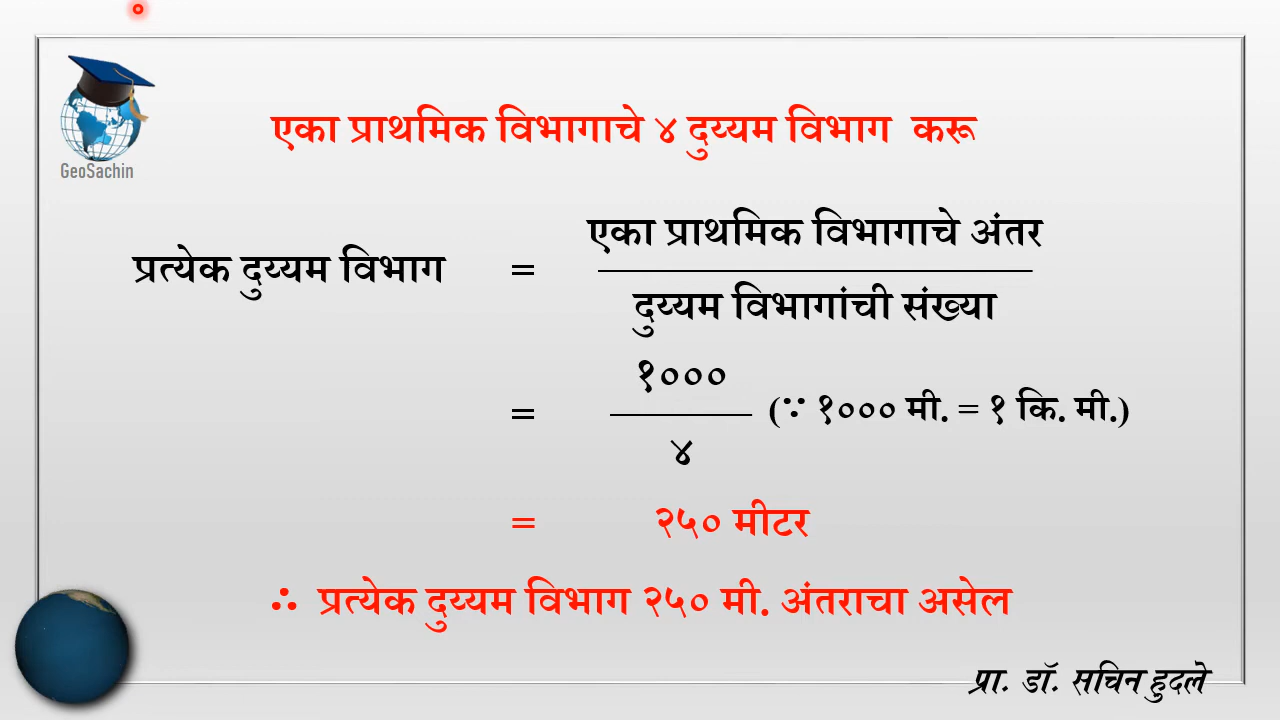 GeoSachin
एका प्राथमिक विभागाचे ४ दुय्यम विभाग करू
प्रत्येक दुय्यम विभाग = एका प्राथमिक विभागाचे अंतर
दुय्यम विभागांची संख्या
= १००० (∵ १००० मी. = १ कि. मी.)
४
= २५० मीटर
∴ प्रत्येक दुय्यम विभाग २५० मी. अंतराचा असेल
प्रा. डॉ. सचिन हुदले